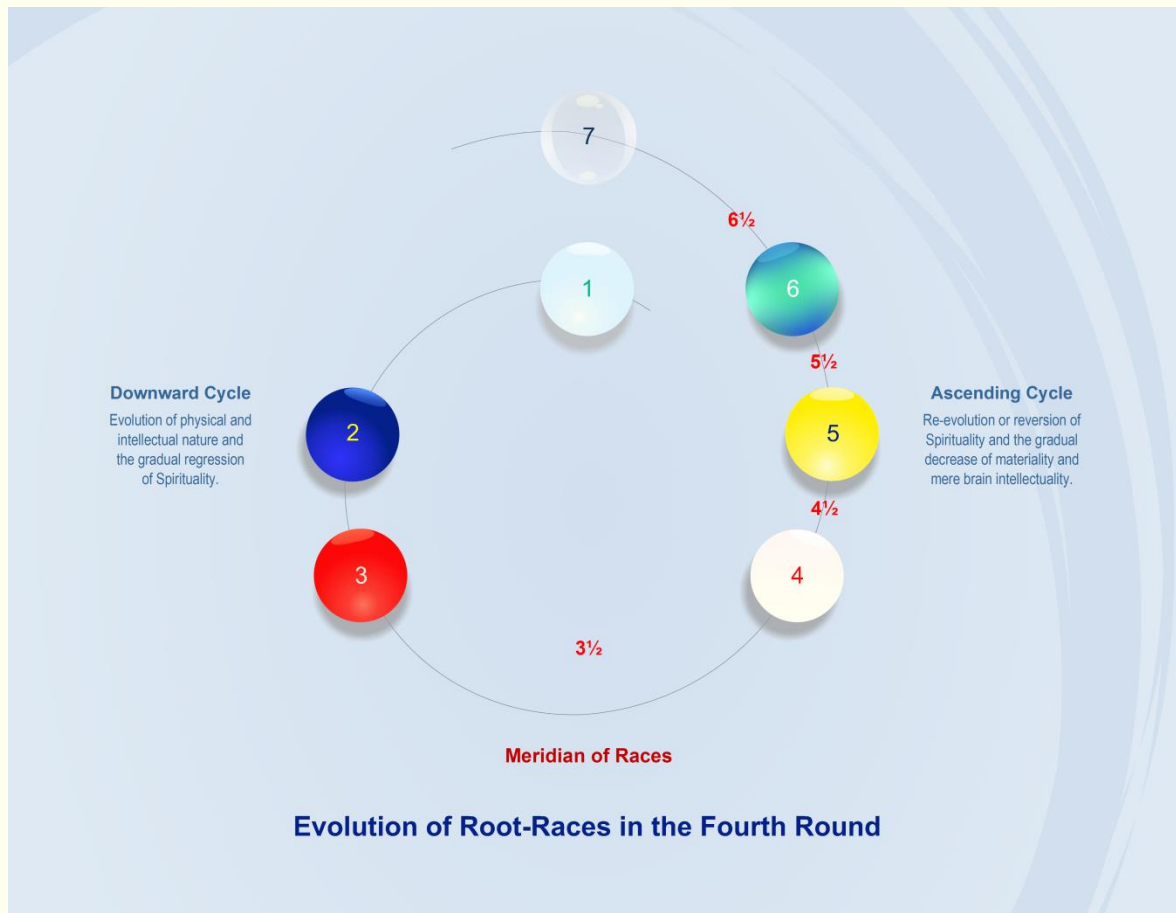 7
6½
1
6
5½
Downward Cycle
Evolution of physical and
intellectual nature and
the gradual regression
of Spirituality.
2
5
Ascending Cycle
Re-evolution or reversion of
Spirituality and the gradual
decrease of materiality and
mere brain intellectuality.
4½
3
4
3½
Meridian of Races
Evolution of Root-Races in the Fourth Round